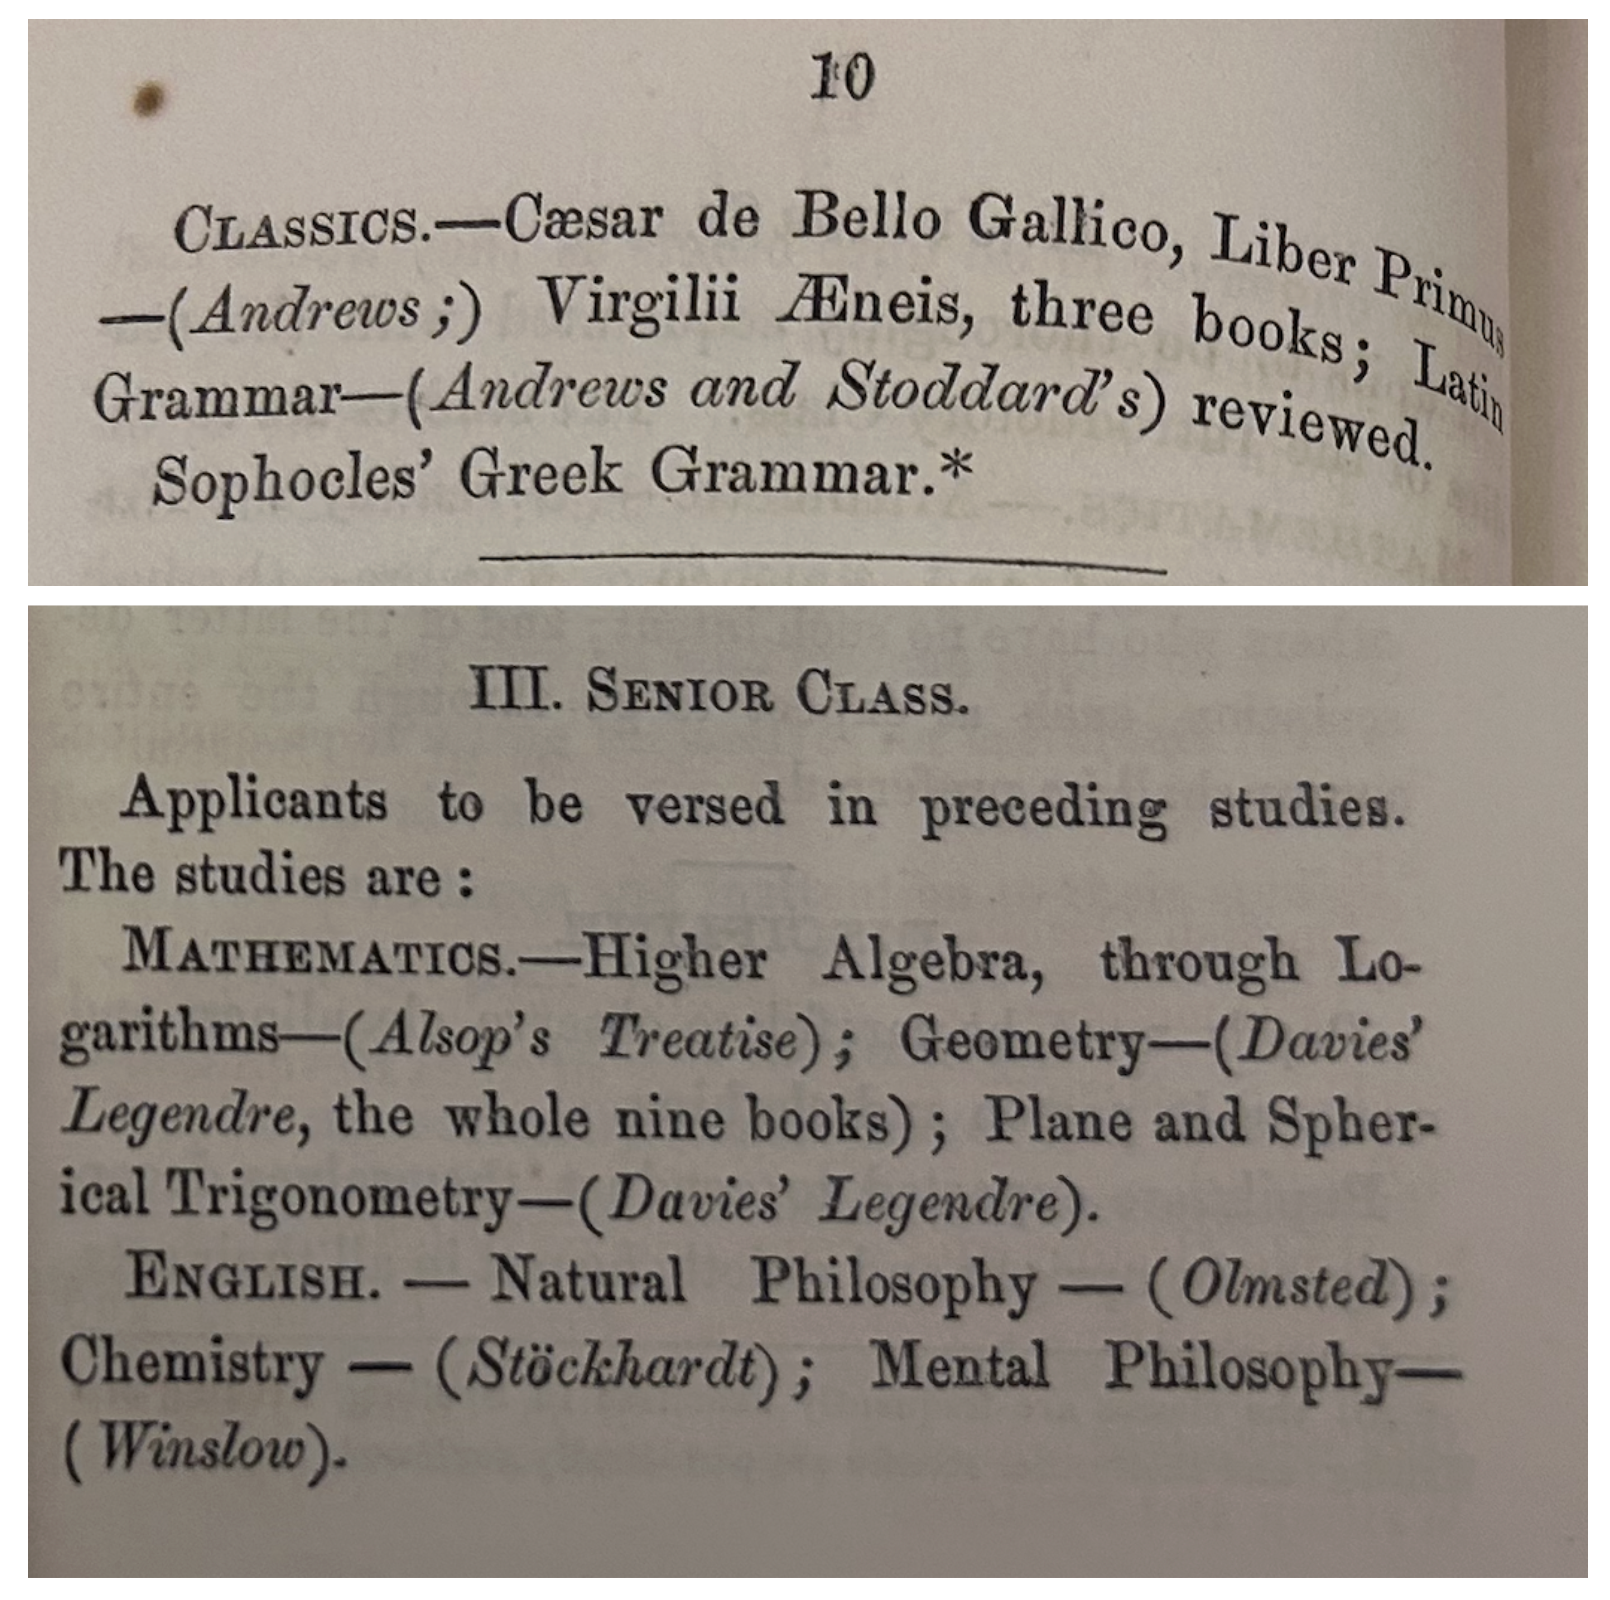 10
CLASSICS.—Cæsar de Bello Gallico, Liber Primus
—(Andrews ;) Virgilii Æneis, three books; Latin
Grammar—(Andrews and Stoddard's) reviewed.
Sophocles' Greek Grammar.*
III. SENIOR CLASS.
Applicants to be versed in preceding studies.
The studies are :
MATHEMATICS.—Higher Algebra, through Lo-
garithms—(Alsop's Treatise) ; Geometry—(Davies'
Legendre, the whole nine books) ; Plane and Spher-
ical Trigonometry—(Davies' Legendre).
ENGLISH. — Natural Philosophy — (Olmsted) ;
Chemistry — (Stöckhardt) ; Mental Philosophy—
(Winslow).